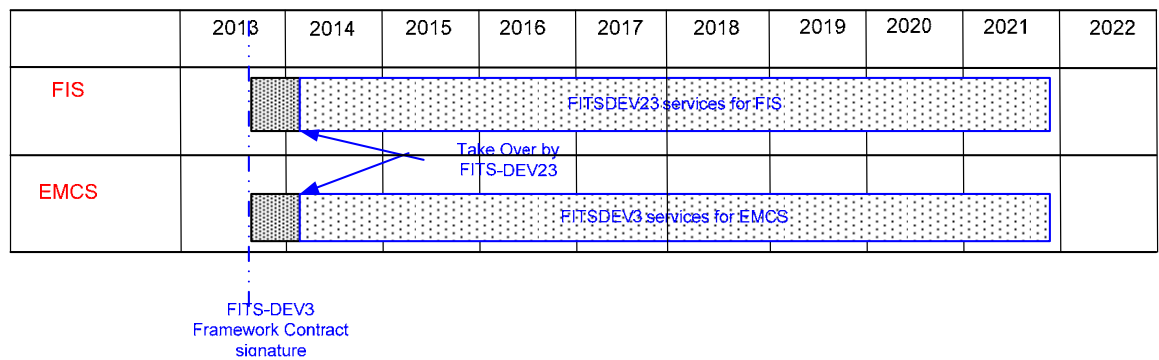 2013 2014 2015 2016 2017 2018 2019 2020 2021 2022
FIS
FITSDEV23 services for FIS
Take Over by
FITS-DEV23
EMCS
FITSDEV3 services for EMCS
FITS-DEV3
Framework Contract
signature